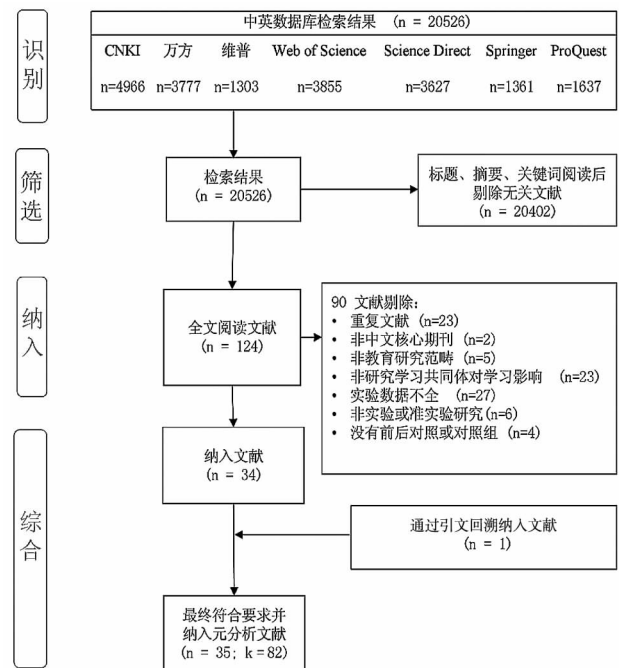 识别
中英数据库检索结果 (n = 20526)
CNKI 万方 维普 Web of Science Science Direct Springer ProQuest
n=4966 n=3777 n=1303 n=3855 n=3627 n=1361 n=1637
筛选
检索结果
(n = 20526)
标题、摘要、关键词阅读后
剔除无关文献
(n = 20402)
纳入
全文阅读文献
(n = 124)
90 文献剔除：
• 重复文献 (n=23)
• 非中文核心期刊 (n=2)
• 非教育研究范畴 (n=5)
• 非研究学习共同体对学习影响 (n=23)
• 实验数据不全 (n=27)
• 非实验或准实验研究(n=6)
• 没有前后对照或对照组(n=4)
综合
纳入文献
(n = 34)
通过引文回溯纳入文献
(n = 1)
最终符合要求并
纳入元分析文献
(n = 35; k=82)